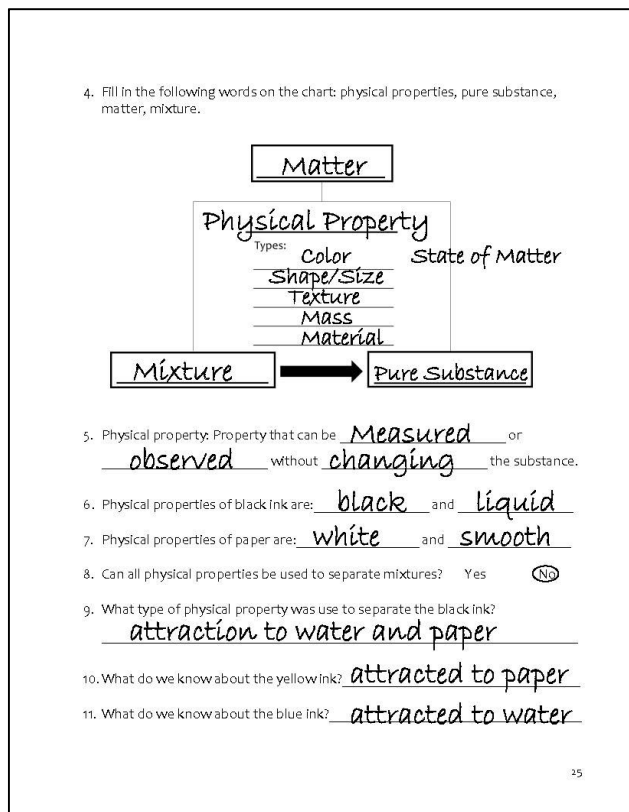 4. Fill in the following words on the chart: physical properties, pure substance,
matter, mixture.
Matter
Physical Property
Types:
Color
State of Matter
Shape/Size
Texture
Mass
Material
Mixture
Pure Substance
5. Physical property: Property that can be Measured or
observed without changing the substance.
6. Physical properties of black ink are: black and liquid
7. Physical properties of paper are: white and smooth
8. Can all physical properties be used to separate mixtures? Yes No
9. What type of physical property was use to separate the black ink?
attraction to water and paper
10. What do we know about the yellow ink? attracted to paper
11. What do we know about the blue ink? attracted to water
25